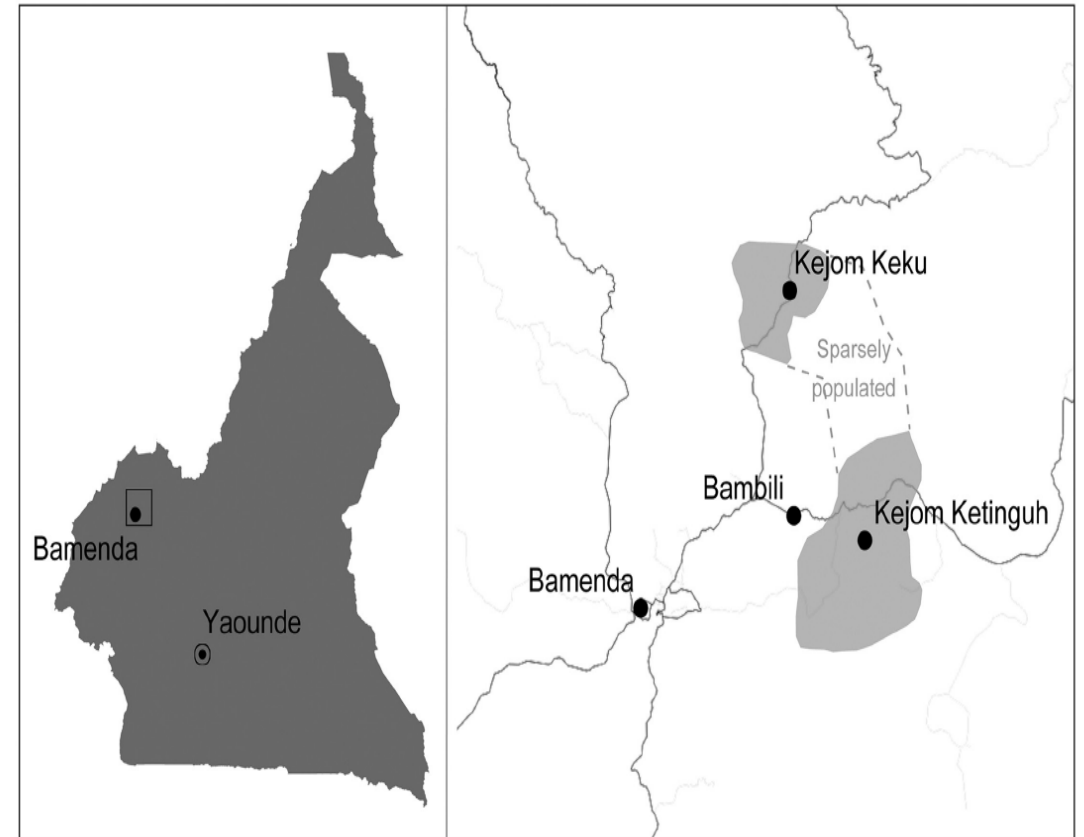 Bamenda
Yaounde
Kejom Keku
Sparsely
populated
Bambili
Kejom Ketinguh
Bamenda